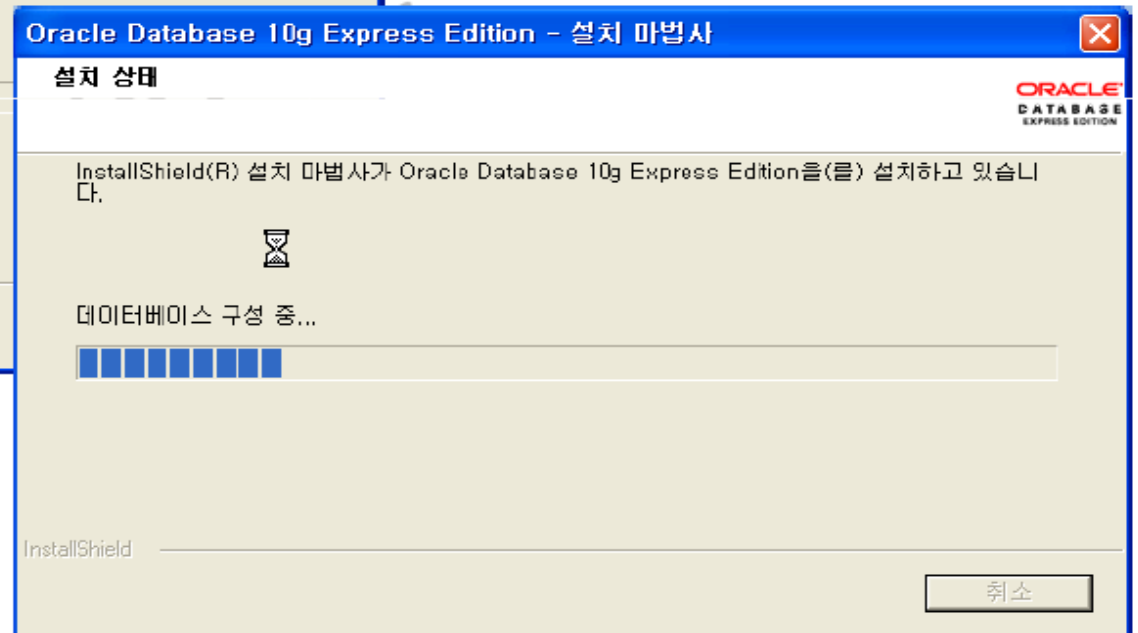 Oracle Database 10g Express Edition - 설치 마법사
설치 상태
ORACLE
DATABASE
EXPRESS EDITION
InstallShield(R) 설치 마법사가 Oracle Database 10g Express Edition을(를) 설치하고 있습니
다.
데이터베이스 구성 중...
InstallShield
취소